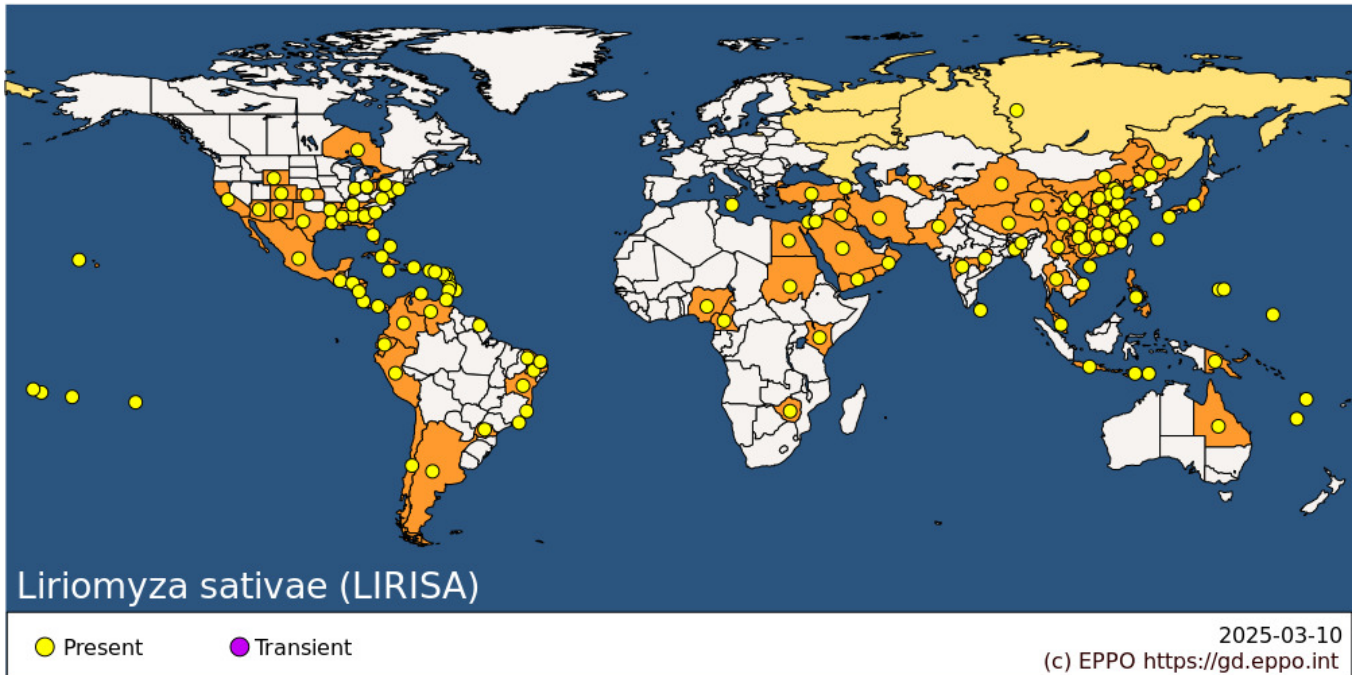 Liriomyza sativae (LIRISA)
Present
Transient
2025-03-10
(c) EPPO https://gd.eppo.int